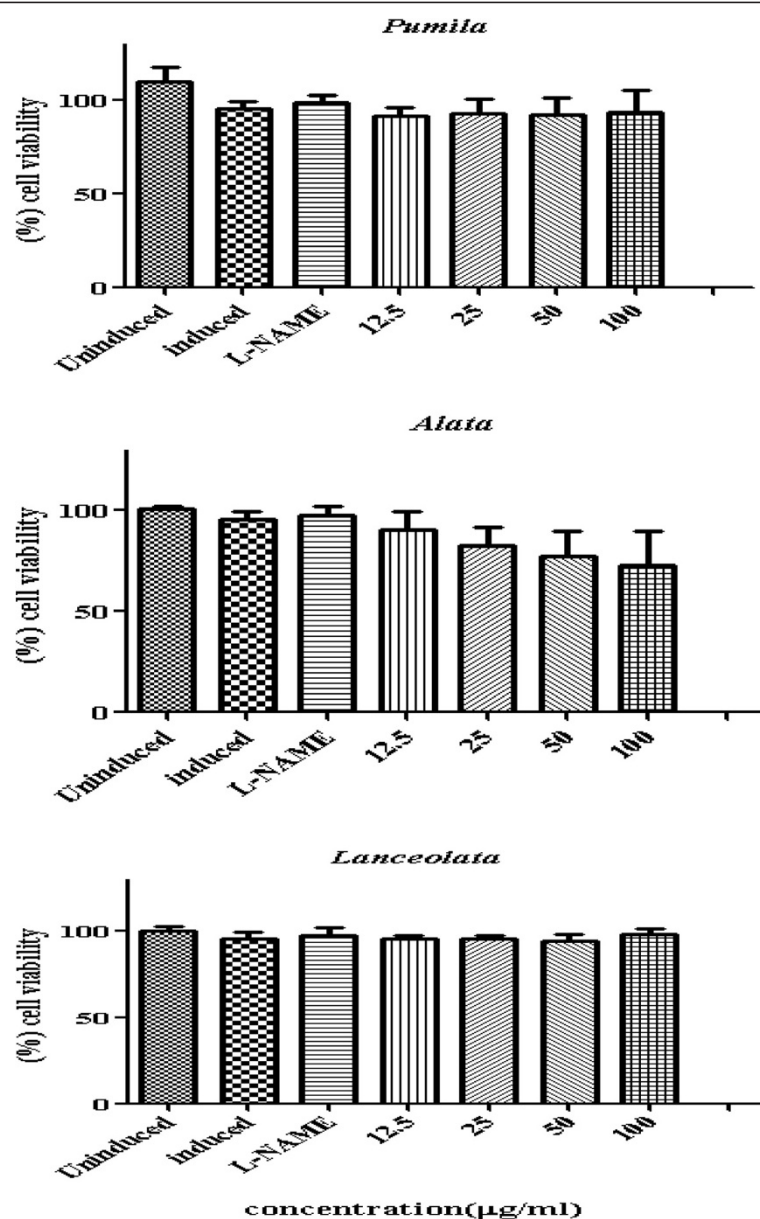 Pumila
(%) cell viability
100
50
0
Uninduced
induced
L-NAME
12.5
25
50
100
Alata
(%) cell viability
100
50
0
Uninduced
induced
L-NAME
12.5
25
50
100
Lanceolata
(%) cell viability
100
50
0
Uninduced
induced
L-NAME
12.5
25
50
100
concentration(μg/ml)